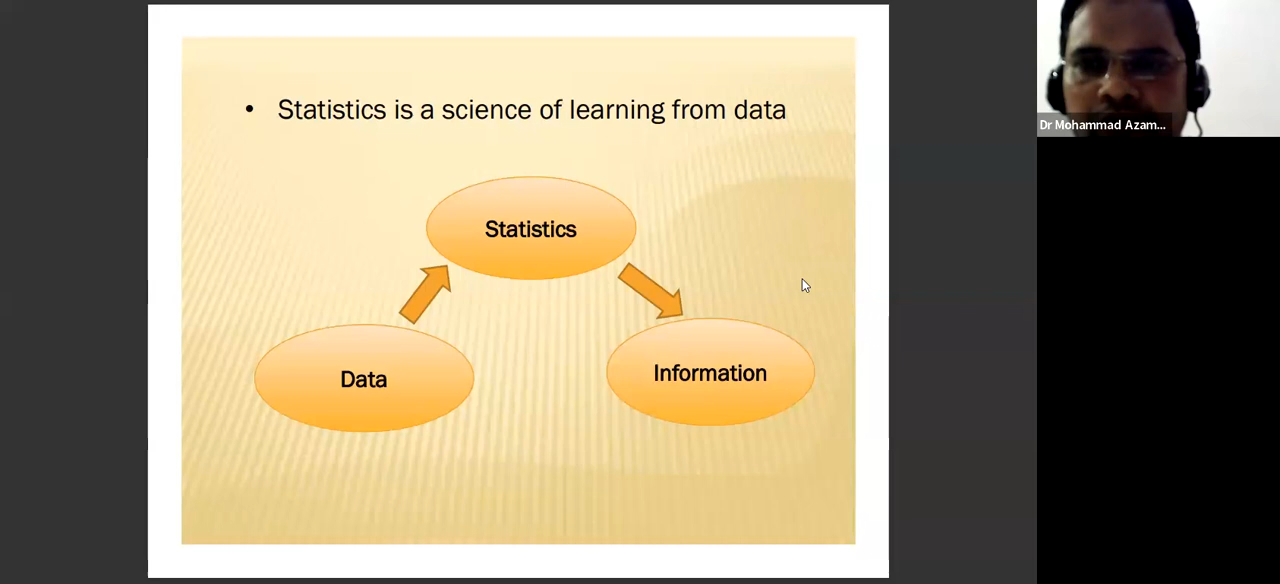 • Statistics is a science of learning from data
Statistics
Data
Information
Dr Mohammad Azam...